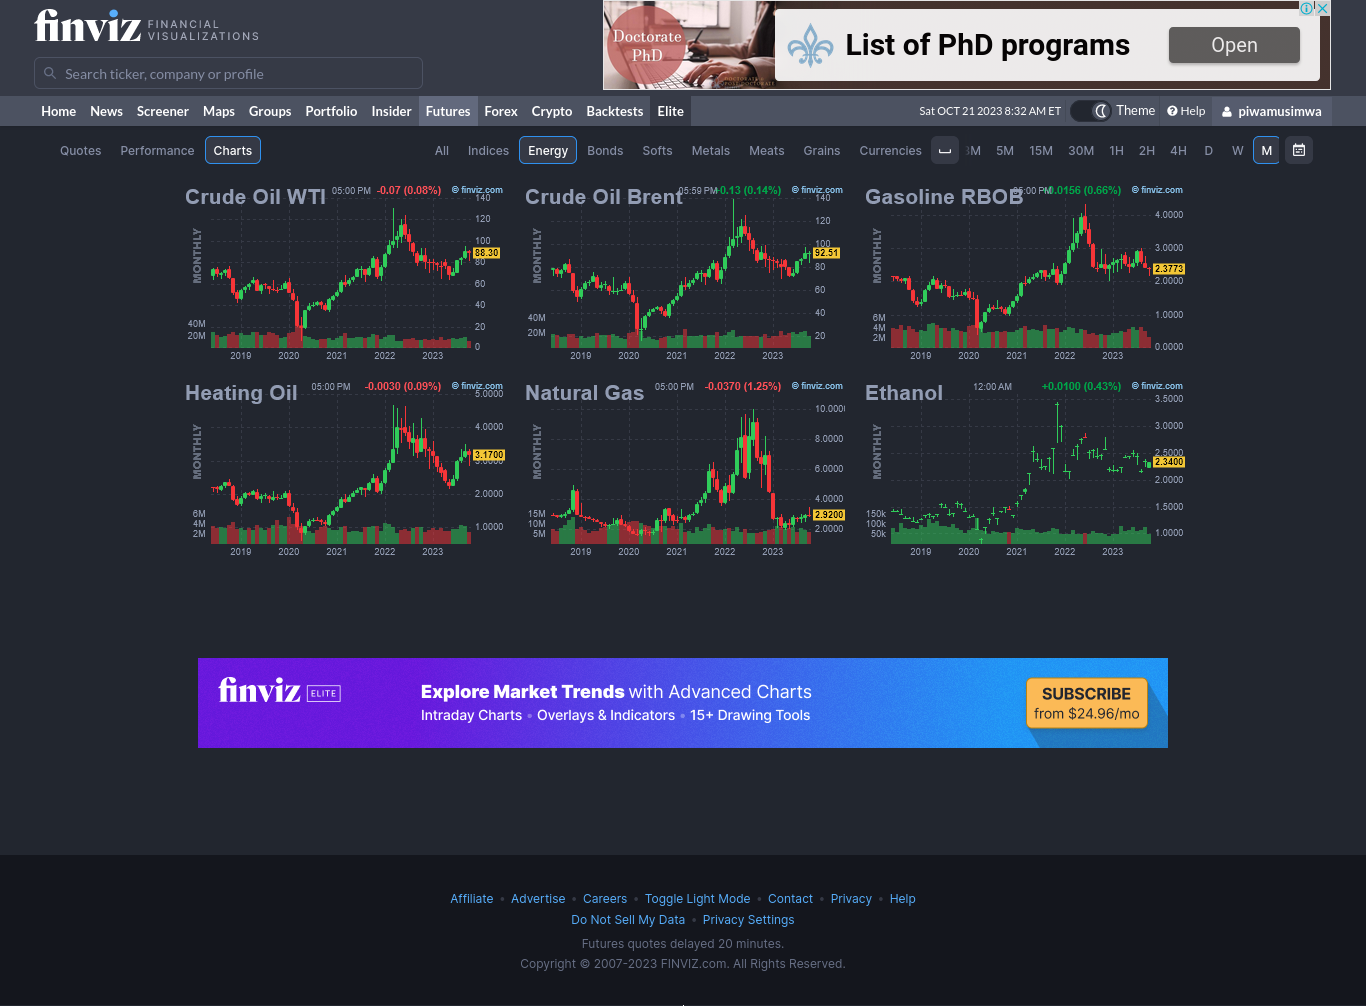 finviz FINANCIAL
VISUALIZATIONS
Search ticker, company or profile
Doctorate
PhD
List of PhD programs
Open
Home News Screener Maps Groups Portfolio Insider Futures Forex Crypto Backtests Elite
Sat OCT 21 2023 8:32 AM ET Theme Help piwamusimwa
Quotes Performance Charts
All Indices Energy Bonds Softs Metals Meats Grains Currencies
5M 15M 30M 1H 2H 4H D W M
Crude Oil WTI 05:00 PM -0.07 (0.08%) © finviz.com
MONTHLY
140
120
100
88.30
80
60
40
20
0
40M
20M
2019 2020 2021 2022 2023
Crude Oil Brent 05:59 PM +0.13 (0.14%) © finviz.com
MONTHLY
140
120
100
92.51
80
60
40
20
40M
20M
2019 2020 2021 2022 2023
Gasoline RBOB 05:00 PM +0.0156 (0.66%) © finviz.com
MONTHLY
4.0000
3.0000
2.3773
2.0000
1.0000
0.0000
6M
4M
2M
2019 2020 2021 2022 2023
Heating Oil 05:00 PM -0.0030 (0.09%) © finviz.com
MONTHLY
5.0000
4.0000
3.1700
3.0000
2.0000
1.0000
6M
4M
2M
2019 2020 2021 2022 2023
Natural Gas 05:00 PM -0.0370 (1.25%) © finviz.com
MONTHLY
10.000
8.0000
6.0000
4.0000
2.9200
2.0000
15M
10M
5M
2019 2020 2021 2022 2023
Ethanol 12:00 AM +0.0100 (0.43%) © finviz.com
MONTHLY
3.5000
3.0000
2.5000
2.3400
2.0000
1.5000
1.0000
150k
100k
50k
2019 2020 2021 2022 2023
finviz ELITE
Explore Market Trends with Advanced Charts
Intraday Charts • Overlays & Indicators • 15+ Drawing Tools
SUBSCRIBE
from $24.96/mo
Affiliate • Advertise • Careers • Toggle Light Mode • Contact • Privacy • Help
Do Not Sell My Data • Privacy Settings
Futures quotes delayed 20 minutes.
Copyright © 2007-2023 FINVIZ.com. All Rights Reserved.